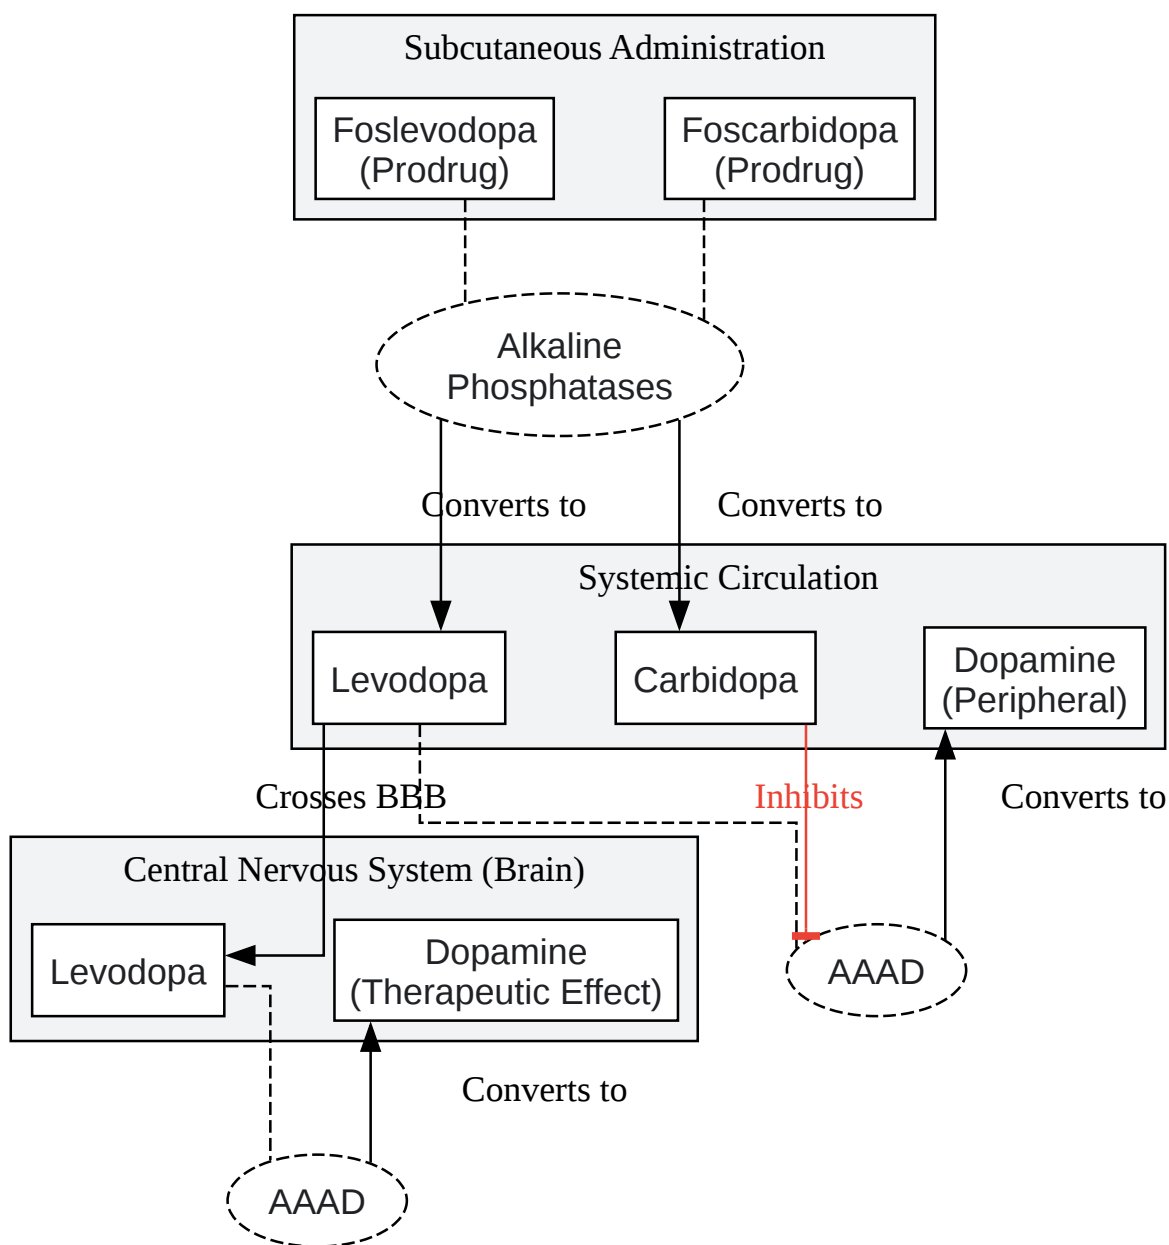 Subcutaneous Administration
Foslevodopa
(Prodrug)
Foscarbidopa
(Prodrug)
Alkaline
Phosphatases
Converts to
Converts to
Systemic Circulation
Levodopa
Carbidopa
Dopamine
(Peripheral)
Crosses BBB
Inhibits
Converts to
Central Nervous System (Brain)
Levodopa
Dopamine
(Therapeutic Effect)
AAAD
Converts to
AAAD